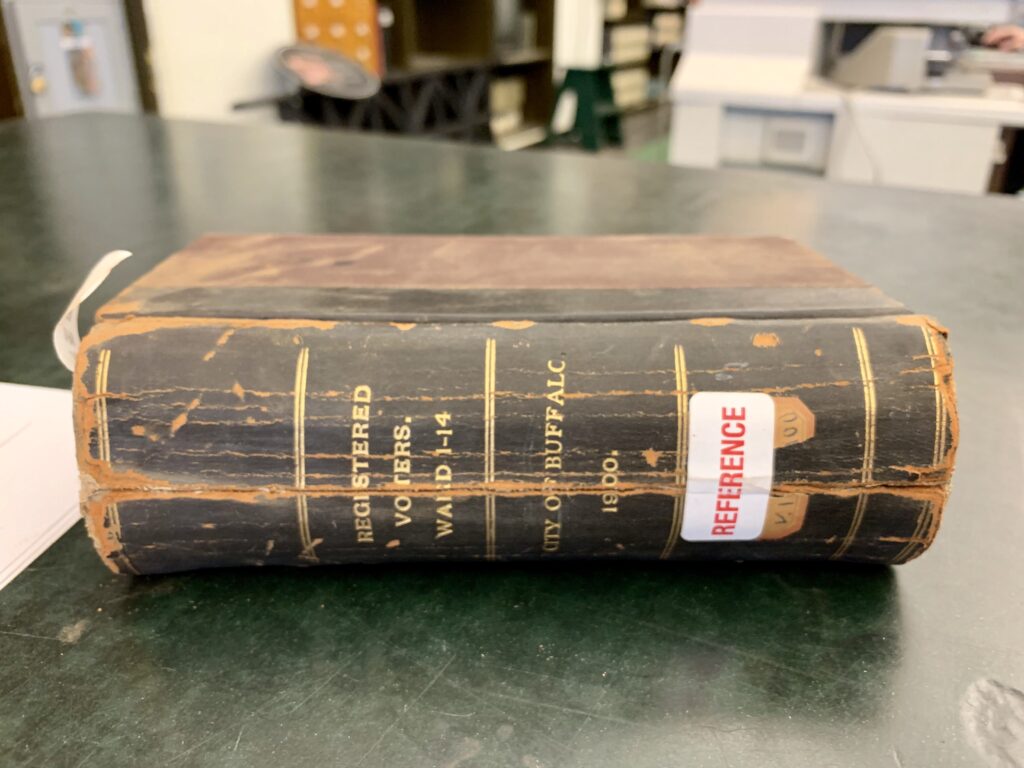 REGISTERED
VOTERS.
WARD 1-14
CITY OF BUFFALO
1900.
REFERENCE